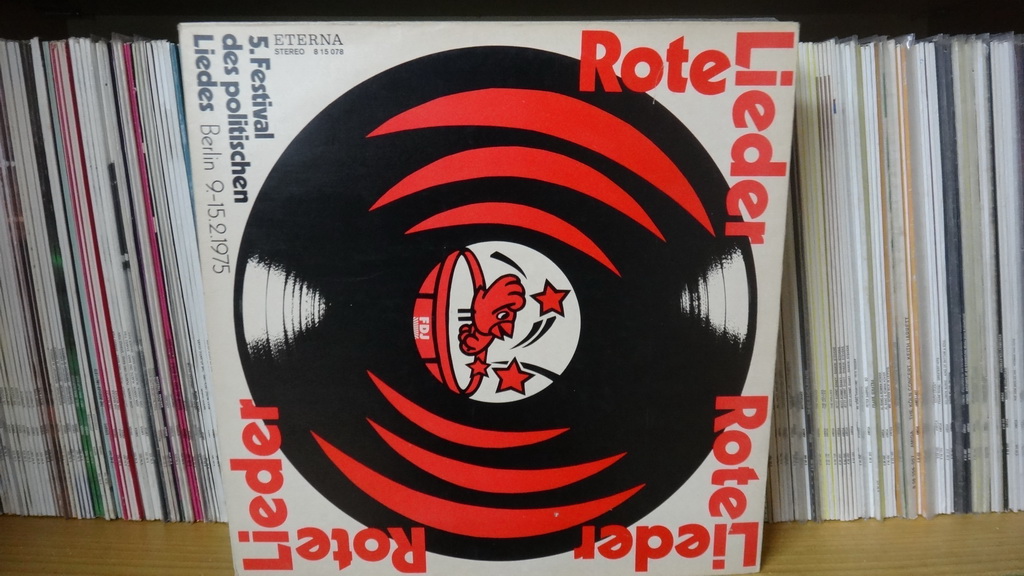 ETERNA
STEREO 8 15 078
5. Festival
des politischen
Liedes Berlin 9.-15.2.1975
Rote
Lieder
Rote
Lieder
Rote
Lieder
FDJ